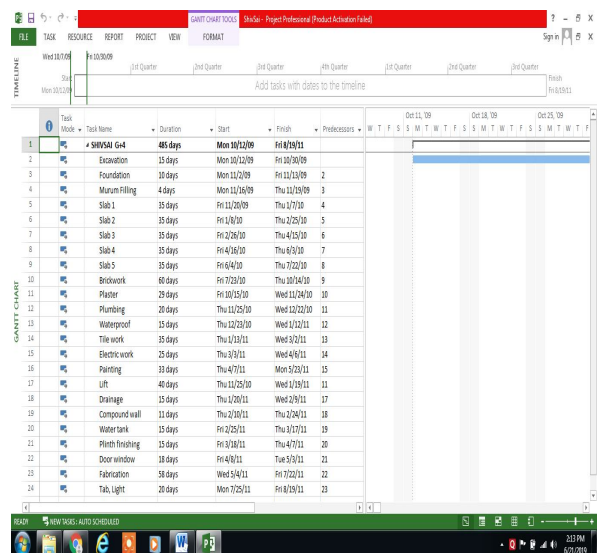 GANTT CHART TOOLS ShivSai - Project Professional (Product Activation Failed)
FILE TASK RESOURCE REPORT PROJECT VIEW FORMAT Sign in
Wed 10/7/09 Fri 10/30/09
1st Quarter 2nd Quarter 3rd Quarter 4th Quarter 1st Quarter 2nd Quarter 3rd Quarter
TIMELINE
Start
Mon 10/12/09
Add tasks with dates to the timeline
Finish
Fri 8/19/11
Task Mode Task Name Duration Start Finish Predecessors
Oct 11, '09 Oct 18, '09 Oct 25, '09
W T F S S M T W T F S S M T W T F S S M T W T F
GANTT CHART
1 SHIVSAI G+4 485 days Mon 10/12/09 Fri 8/19/11
2 Excavation 15 days Mon 10/12/09 Fri 10/30/09
3 Foundation 10 days Mon 11/2/09 Fri 11/13/09 2
4 Murum Filling 4 days Mon 11/16/09 Thu 11/19/09 3
5 Slab 1 35 days Fri 11/20/09 Thu 1/7/10 4
6 Slab 2 35 days Fri 1/8/10 Thu 2/25/10 5
7 Slab 3 35 days Fri 2/26/10 Thu 4/15/10 6
8 Slab 4 35 days Fri 4/16/10 Thu 6/3/10 7
9 Slab 5 35 days Fri 6/4/10 Thu 7/22/10 8
10 Brickwork 60 days Fri 7/23/10 Thu 10/14/10 9
11 Plaster 29 days Fri 10/15/10 Wed 11/24/10 10
12 Plumbing 20 days Thu 11/25/10 Wed 12/22/10 11
13 Waterproof 15 days Thu 12/23/10 Wed 1/12/11 12
14 Tile work 35 days Thu 1/13/11 Wed 3/2/11 13
15 Electric work 25 days Thu 3/3/11 Wed 4/6/11 14
16 Painting 33 days Thu 4/7/11 Mon 5/23/11 15
17 Lift 40 days Thu 11/25/10 Wed 1/19/11 11
18 Drainage 15 days Thu 1/20/11 Wed 2/9/11 17
19 Compound wall 11 days Thu 2/10/11 Thu 2/24/11 18
20 Water tank 15 days Fri 2/25/11 Thu 3/17/11 19
21 Plinth finishing 15 days Fri 3/18/11 Thu 4/7/11 20
22 Door window 18 days Fri 4/8/11 Tue 5/3/11 21
23 Fabrication 58 days Wed 5/4/11 Fri 7/22/11 22
24 Tab, Light 20 days Mon 7/25/11 Fri 8/19/11 23
READY NEW TASKS : AUTO SCHEDULED
2:13 PM
6/21/2019